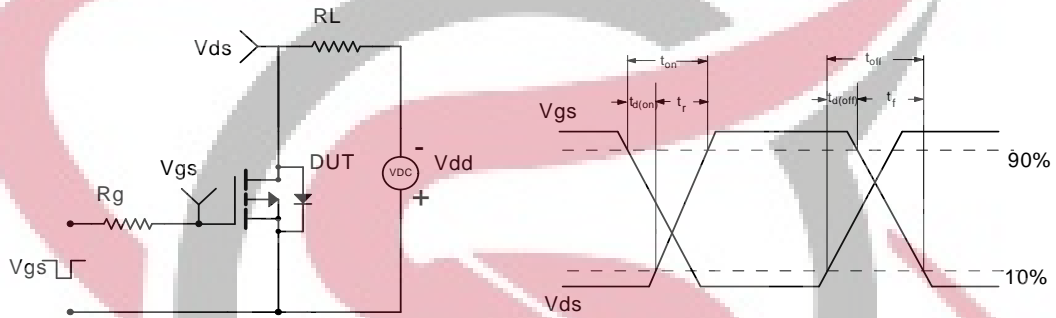 RL
Vds
Vgs
DUT
-
VDC
Vdd
+
Rg
Vgs
ton
toff
td(on)
tr
td(off)
tf
Vgs
90%
10%
Vds